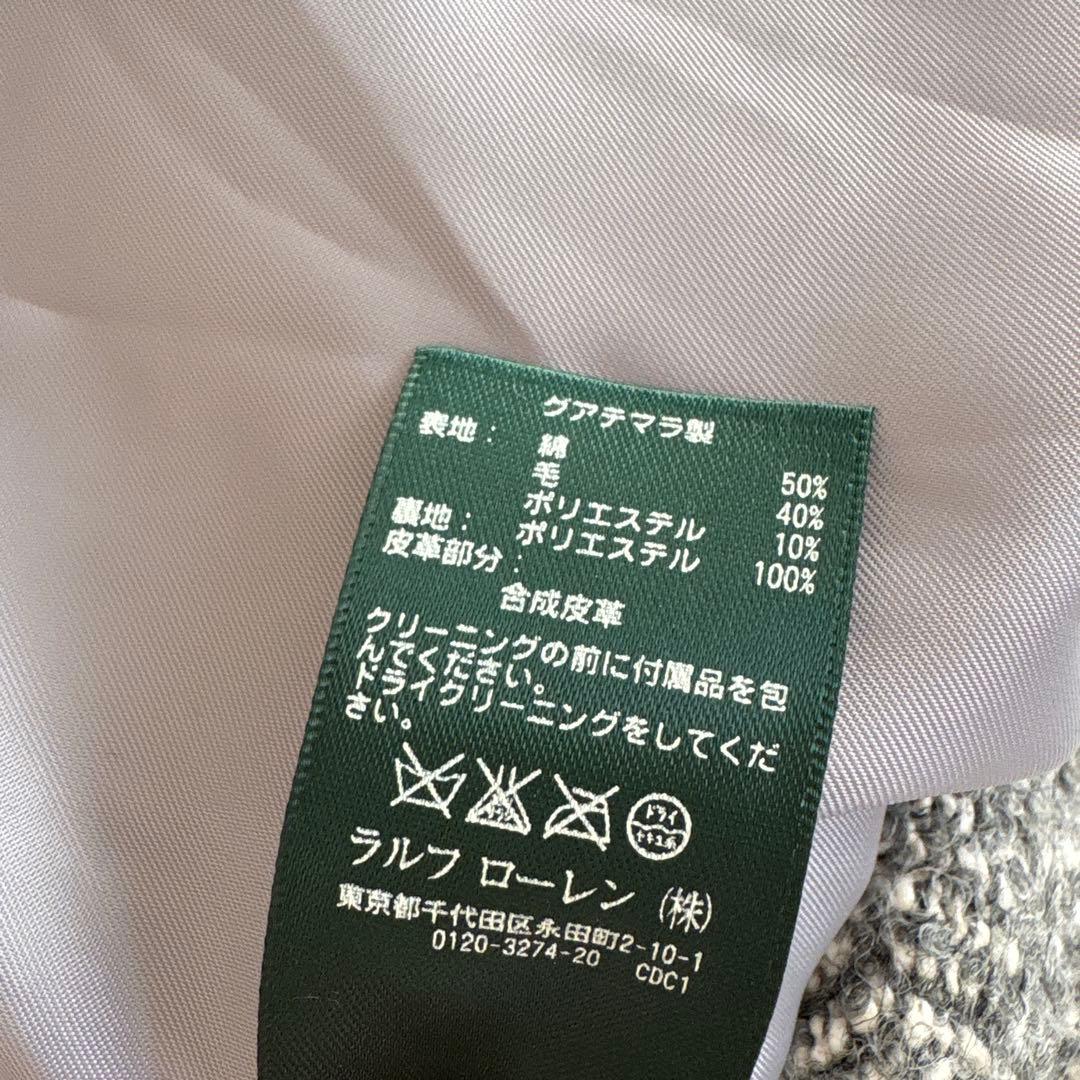 グアテマラ製
表地: 綿 50%
毛 40%
ポリエステル 10%
裏地: ポリエステル 100%
皮革部分:
合成皮革
クリーニングの前に付属品を包
んでください。
ドライクリーニングをしてくだ
さい。
ドライ
セキユ系
ラルフ ローレン (株)
東京都千代田区永田町2-10-1
0120-3274-20 CDC1